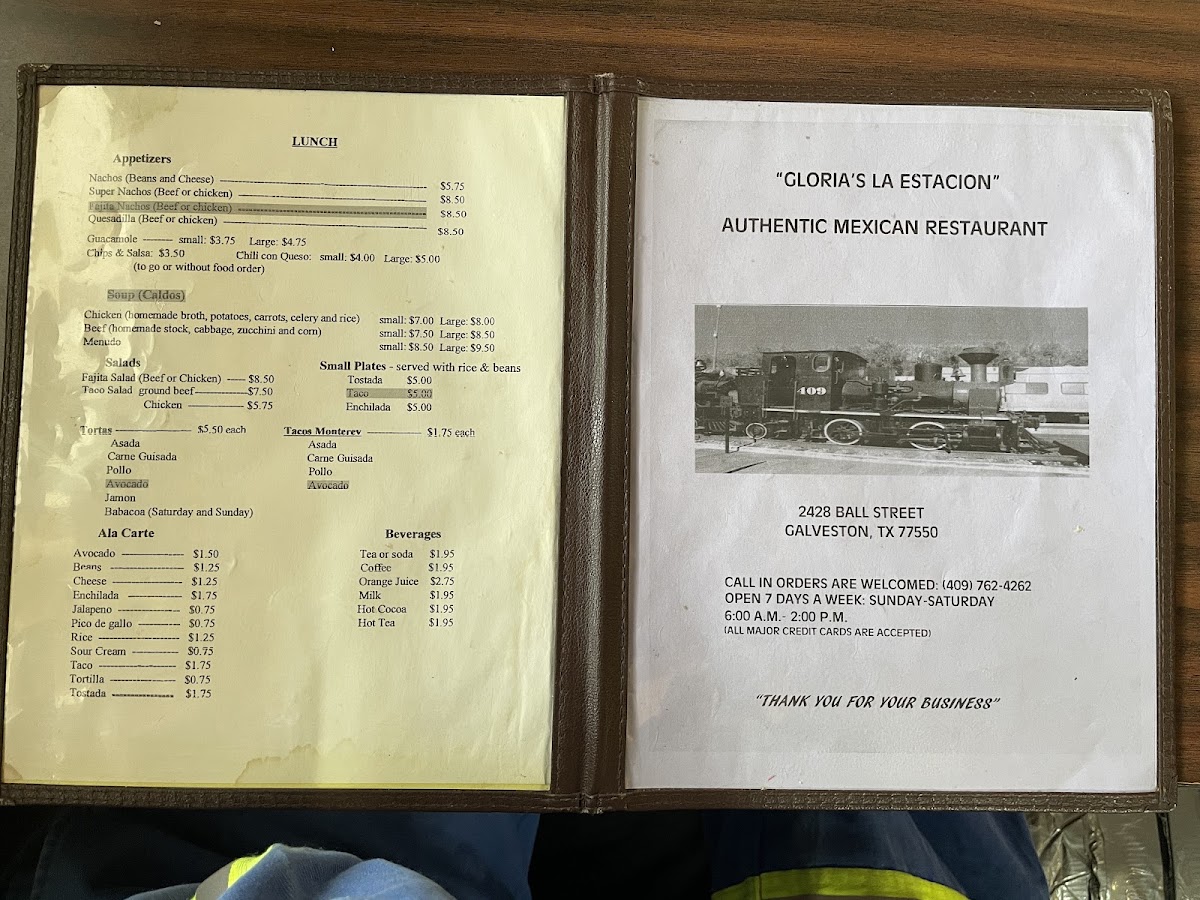 LUNCH
Appetizers
Nachos (Beans and Cheese) $5.75
Super Nachos (Beef or chicken) $8.50
Fajita Nachos (Beef or chicken) $8.50
Quesadilla (Beef or chicken) $8.50
Guacamole small: $3.75 Large: $4.75
Chips & Salsa: $3.50 Chili con Queso: small: $4.00 Large: $5.00
(to go or without food order)
Soup (Caldos)
Chicken (homemade broth, potatoes, carrots, celery and rice) small: $7.00 Large: $8.00
Beef (homemade stock, cabbage, zucchini and corn) small: $7.50 Large: $8.50
Menudo small: $8.50 Large: $9.50
Salads
Fajita Salad (Beef or Chicken) $8.50
Taco Salad ground beef $7.50
Chicken $5.75
Small Plates - served with rice & beans
Tostada $5.00
Taco $5.00
Enchilada $5.00
Tortas $5.50 each
Asada
Carne Guisada
Pollo
Avocado
Jamon
Babacoa (Saturday and Sunday)
Tacos Monterey $1.75 each
Asada
Carne Guisada
Pollo
Avocado
Ala Carte
Avocado $1.50
Beans $1.25
Cheese $1.25
Enchilada $1.75
Jalapeno $0.75
Pico de gallo $0.75
Rice $1.25
Sour Cream $0.75
Taco $1.75
Tortilla $0.75
Tostada $1.75
Beverages
Tea or soda $1.95
Coffee $1.95
Orange Juice $2.75
Milk $1.95
Hot Cocoa $1.95
Hot Tea $1.95
"GLORIA'S LA ESTACION"
AUTHENTIC MEXICAN RESTAURANT
409
2428 BALL STREET
GALVESTON, TX 77550
CALL IN ORDERS ARE WELCOMED: (409) 762-4262
OPEN 7 DAYS A WEEK: SUNDAY-SATURDAY
6:00 A.M.- 2:00 P.M.
(ALL MAJOR CREDIT CARDS ARE ACCEPTED)
"THANK YOU FOR YOUR BUSINESS"